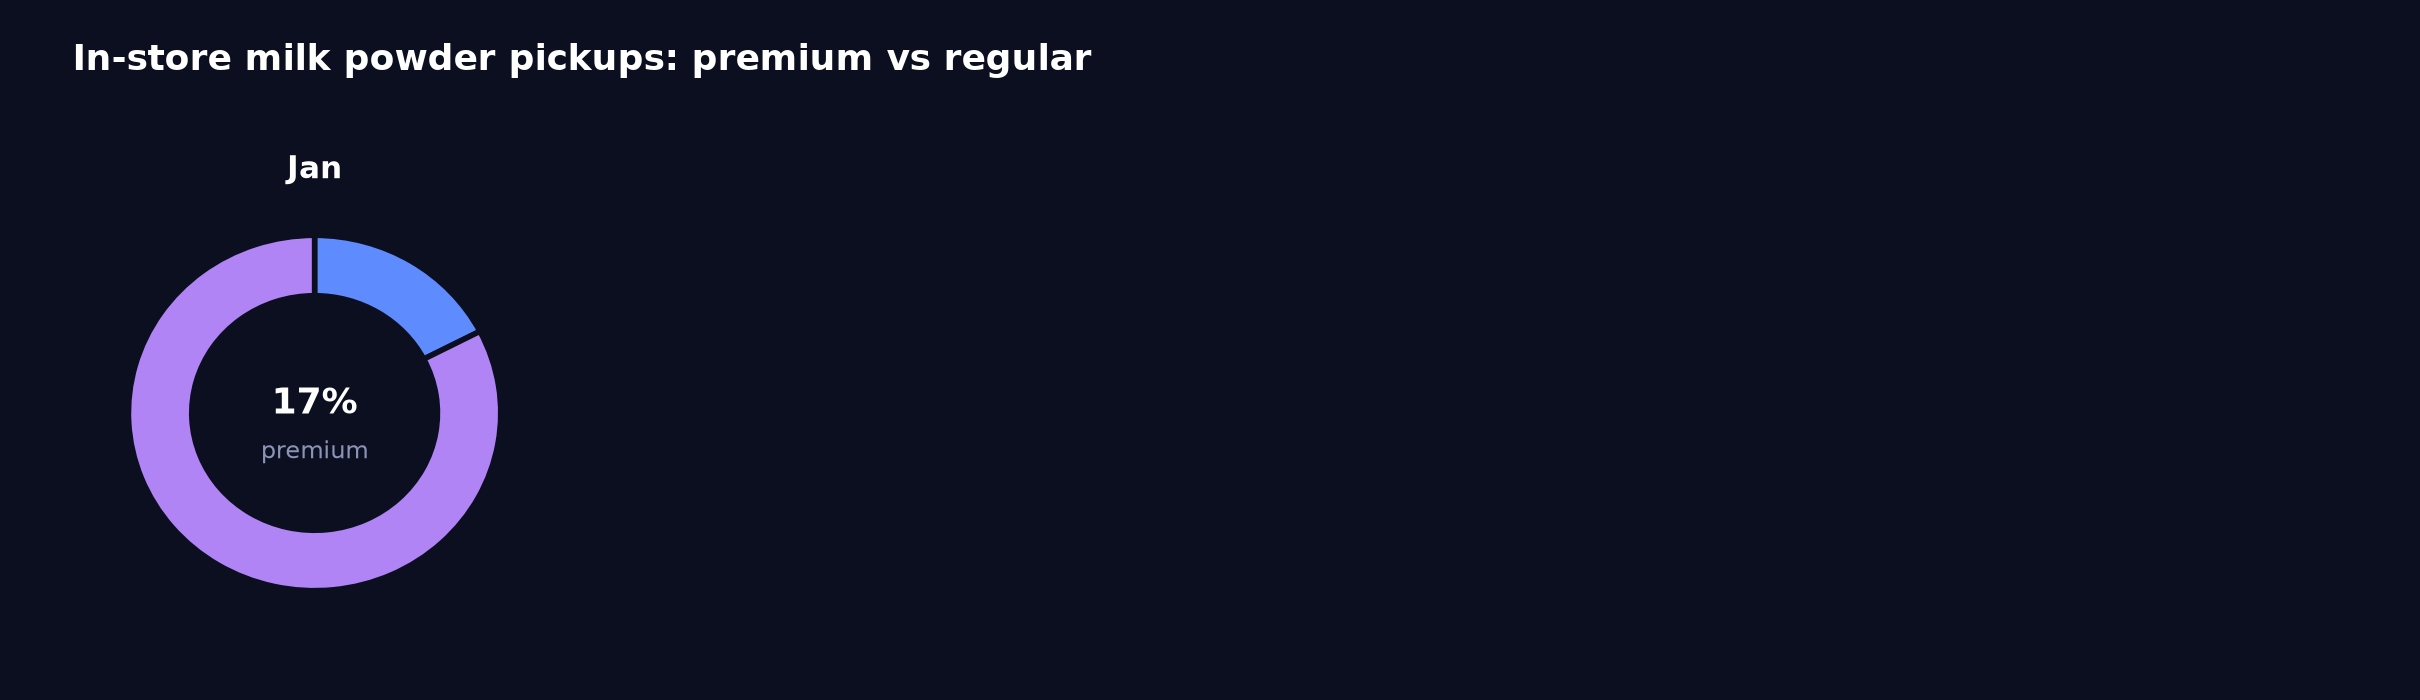 In-store milk powder pickups: premium vs regular
Jan
17%
premium